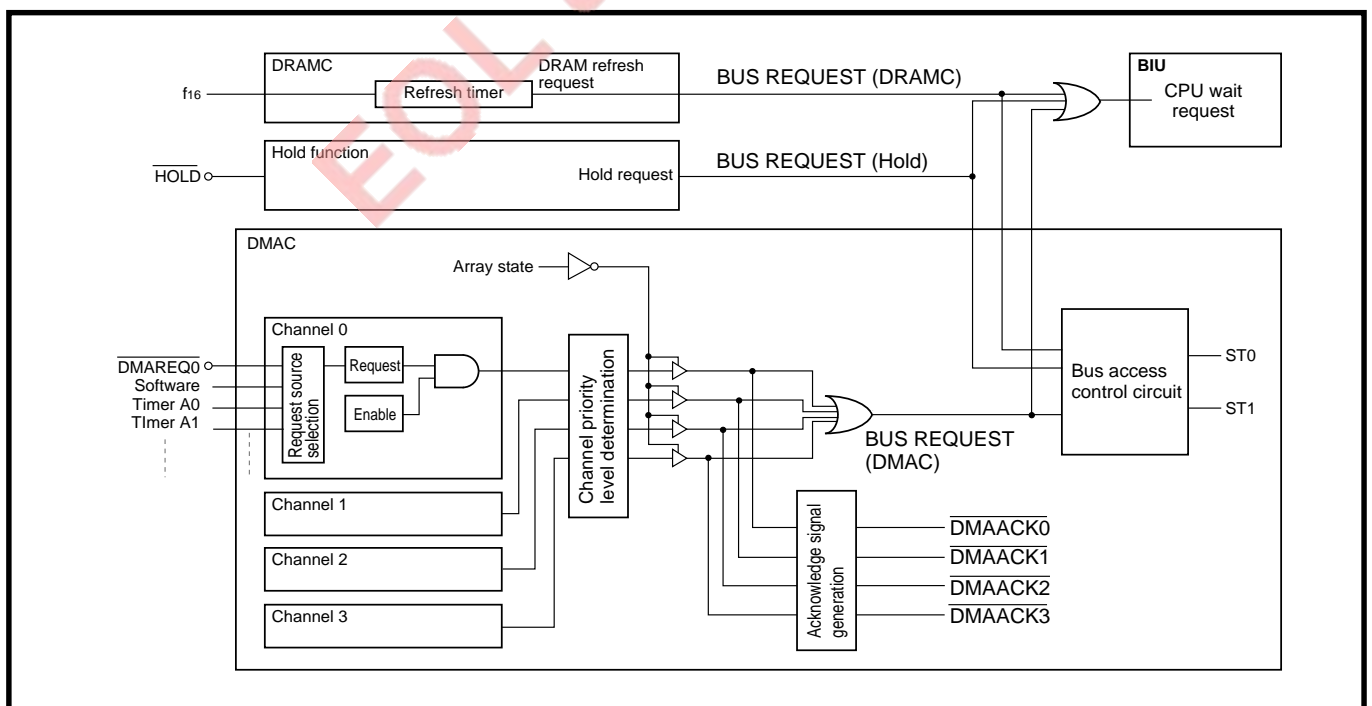 EOL
DRAMC
DRAM refresh
request
f16
Refresh timer
BUS REQUEST (DRAMC)
BIU
CPU wait
request
Hold function
HOLD
Hold request
BUS REQUEST (Hold)
DMAC
Array state
Channel 0
DMAREQ0
Software
Timer A0
TImer A1
Request source
selection
Request
Enable
Channel priority
level determination
BUS REQUEST
(DMAC)
Bus access
control circuit
ST0
ST1
Channel 1
Channel 2
Channel 3
Acknowledge signal
generation
DMAACK0
DMAACK1
DMAACK2
DMAACK3